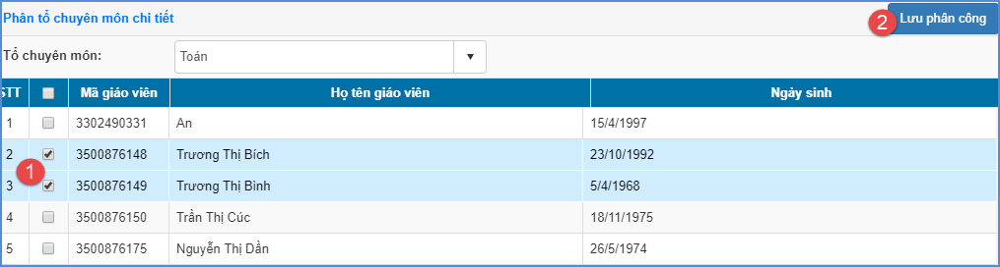 Phân tổ chuyên môn chi tiết 2 Lưu phân công
Tổ chuyên môn: Toán
STT Mã giáo viên Họ tên giáo viên Ngày sinh
1 3302490331 An 15/4/1997
2 3500876148 Trương Thị Bích 23/10/1992
1
3 3500876149 Trương Thị Bình 5/4/1968
4 3500876150 Trần Thị Cúc 18/11/1975
5 3500876175 Nguyễn Thị Dần 26/5/1974